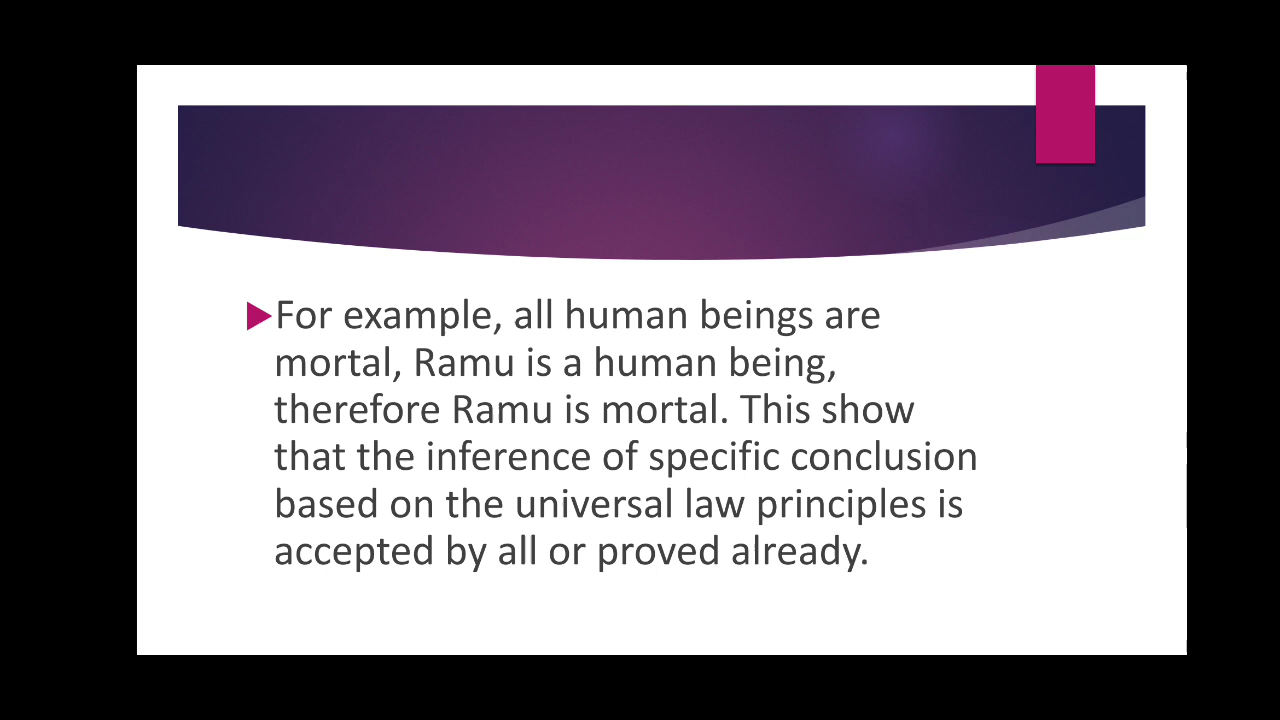 For example, all human beings are
mortal, Ramu is a human being,
therefore Ramu is mortal. This show
that the inference of specific conclusion
based on the universal law principles is
accepted by all or proved already.